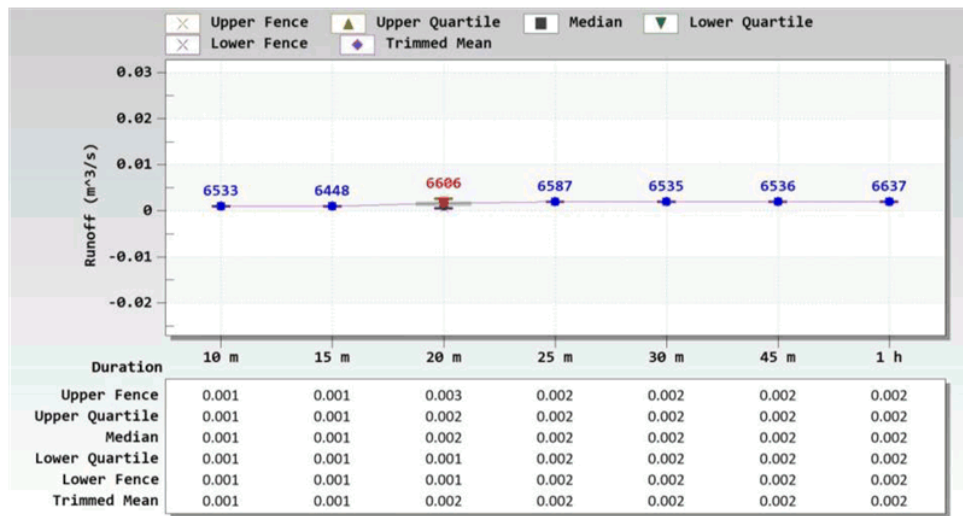 Upper Fence Upper Quartile Median Lower Quartile
Lower Fence Trimmed Mean
0.03
0.02
0.01
0
-0.01
-0.02
Runoff (m^3/s)
6533 6448 6606 6587 6535 6536 6637
10 m 15 m 20 m 25 m 30 m 45 m 1 h
Duration
Upper Fence 0.001 0.001 0.003 0.002 0.002 0.002 0.002
Upper Quartile 0.001 0.001 0.002 0.002 0.002 0.002 0.002
Median 0.001 0.001 0.002 0.002 0.002 0.002 0.002
Lower Quartile 0.001 0.001 0.001 0.002 0.002 0.002 0.002
Lower Fence 0.001 0.001 0.001 0.002 0.002 0.002 0.002
Trimmed Mean 0.001 0.001 0.002 0.002 0.002 0.002 0.002